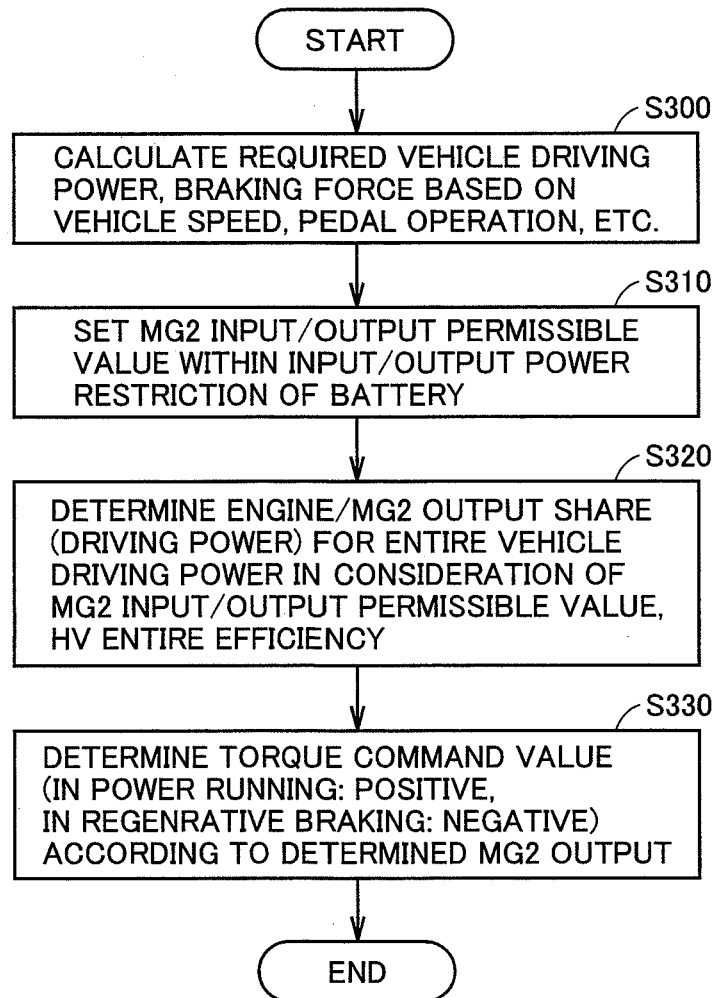 START
S300
CALCULATE REQUIRED VEHICLE DRIVING
POWER, BRAKING FORCE BASED ON
VEHICLE SPEED, PEDAL OPERATION, ETC.
S310
SET MG2 INPUT/OUTPUT PERMISSIBLE
VALUE WITHIN INPUT/OUTPUT POWER
RESTRICTION OF BATTERY
S320
DETERMINE ENGINE/MG2 OUTPUT SHARE
(DRIVING POWER) FOR ENTIRE VEHICLE
DRIVING POWER IN CONSIDERATION OF
MG2 INPUT/OUTPUT PERMISSIBLE VALUE,
HV ENTIRE EFFICIENCY
S330
DETERMINE TORQUE COMMAND VALUE
(IN POWER RUNNING: POSITIVE,
IN REGENRATIVE BRAKING: NEGATIVE)
ACCORDING TO DETERMINED MG2 OUTPUT
END